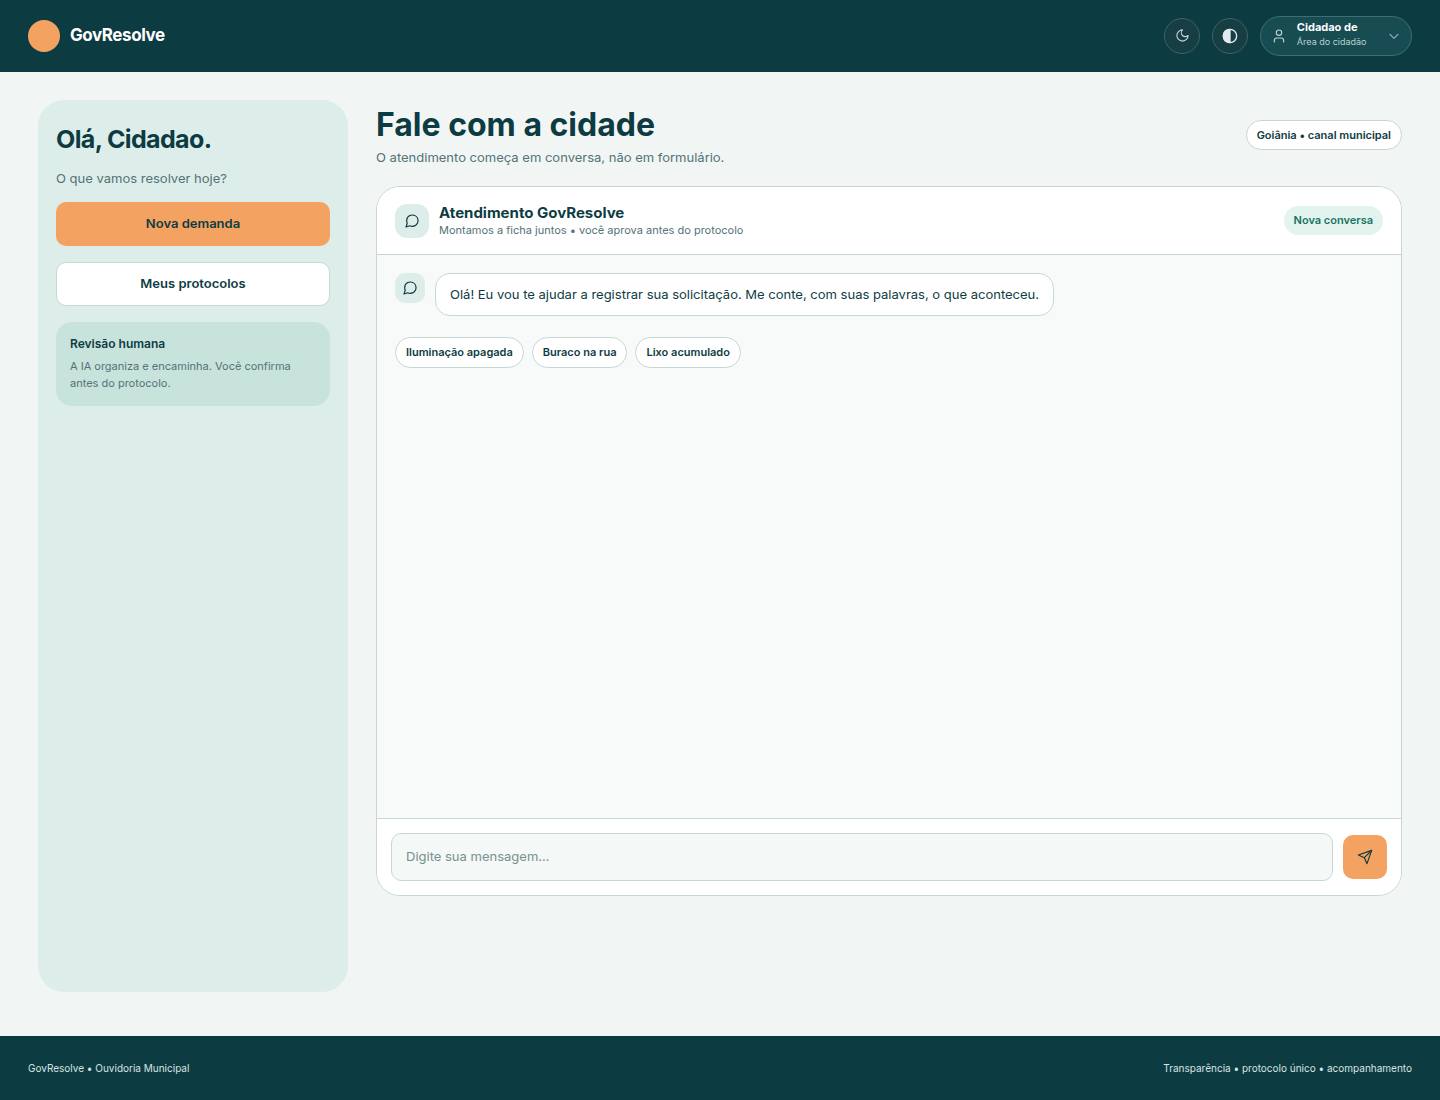 GovResolve
Cidadao de
Área do cidadão
Olá, Cidadao.
O que vamos resolver hoje?
Nova demanda
Meus protocolos
Revisão humana
A IA organiza e encaminha. Você confirma
antes do protocolo.
Fale com a cidade
O atendimento começa em conversa, não em formulário.
Goiânia • canal municipal
Atendimento GovResolve
Montamos a ficha juntos • você aprova antes do protocolo
Nova conversa
Olá! Eu vou te ajudar a registrar sua solicitação. Me conte, com suas palavras, o que aconteceu.
Iluminação apagada
Buraco na rua
Lixo acumulado
Digite sua mensagem...
GovResolve • Ouvidoria Municipal
Transparência • protocolo único • acompanhamento